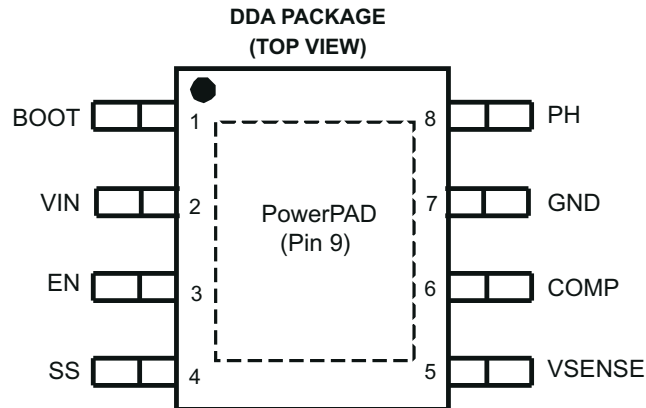 DDA PACKAGE
(TOP VIEW)
BOOT 1 8 PH
VIN 2 7 GND
PowerPAD
(Pin 9)
EN 3 6 COMP
SS 4 5 VSENSE